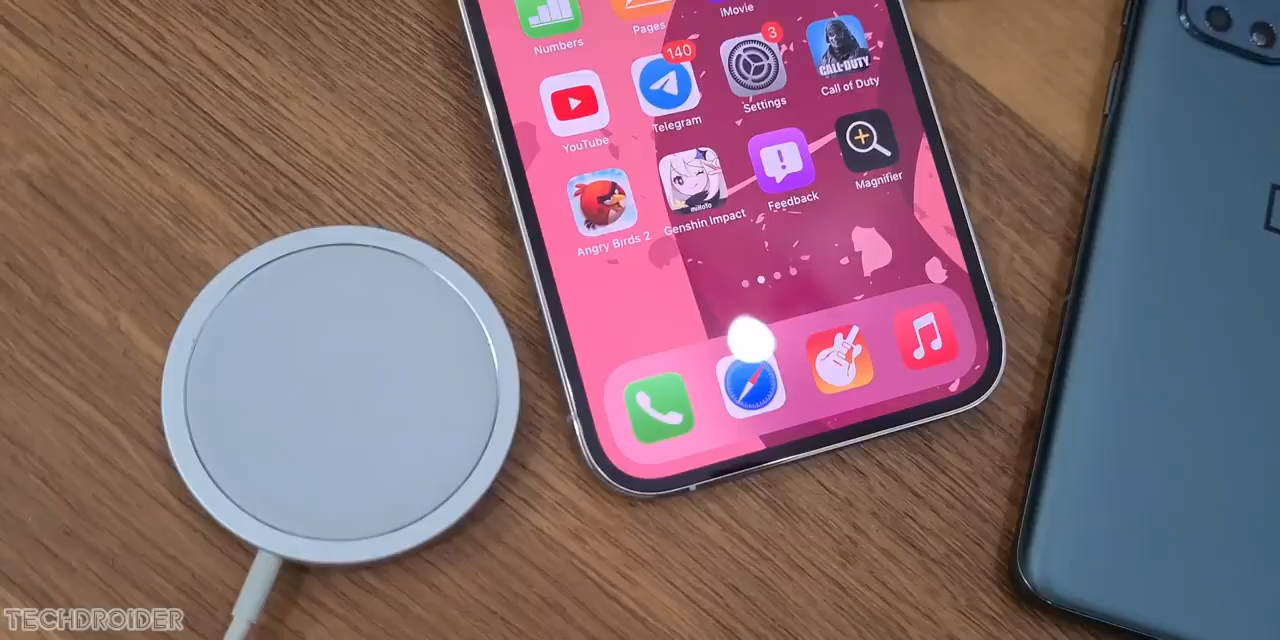 Numbers
Pages
iMovie
140
3
CALL·DUTY
YouTube
Telegram
Settings
Call of Duty
miHoYo
Angry Birds 2
Genshin Impact
Feedback
Magnifier
TECHDROIDER